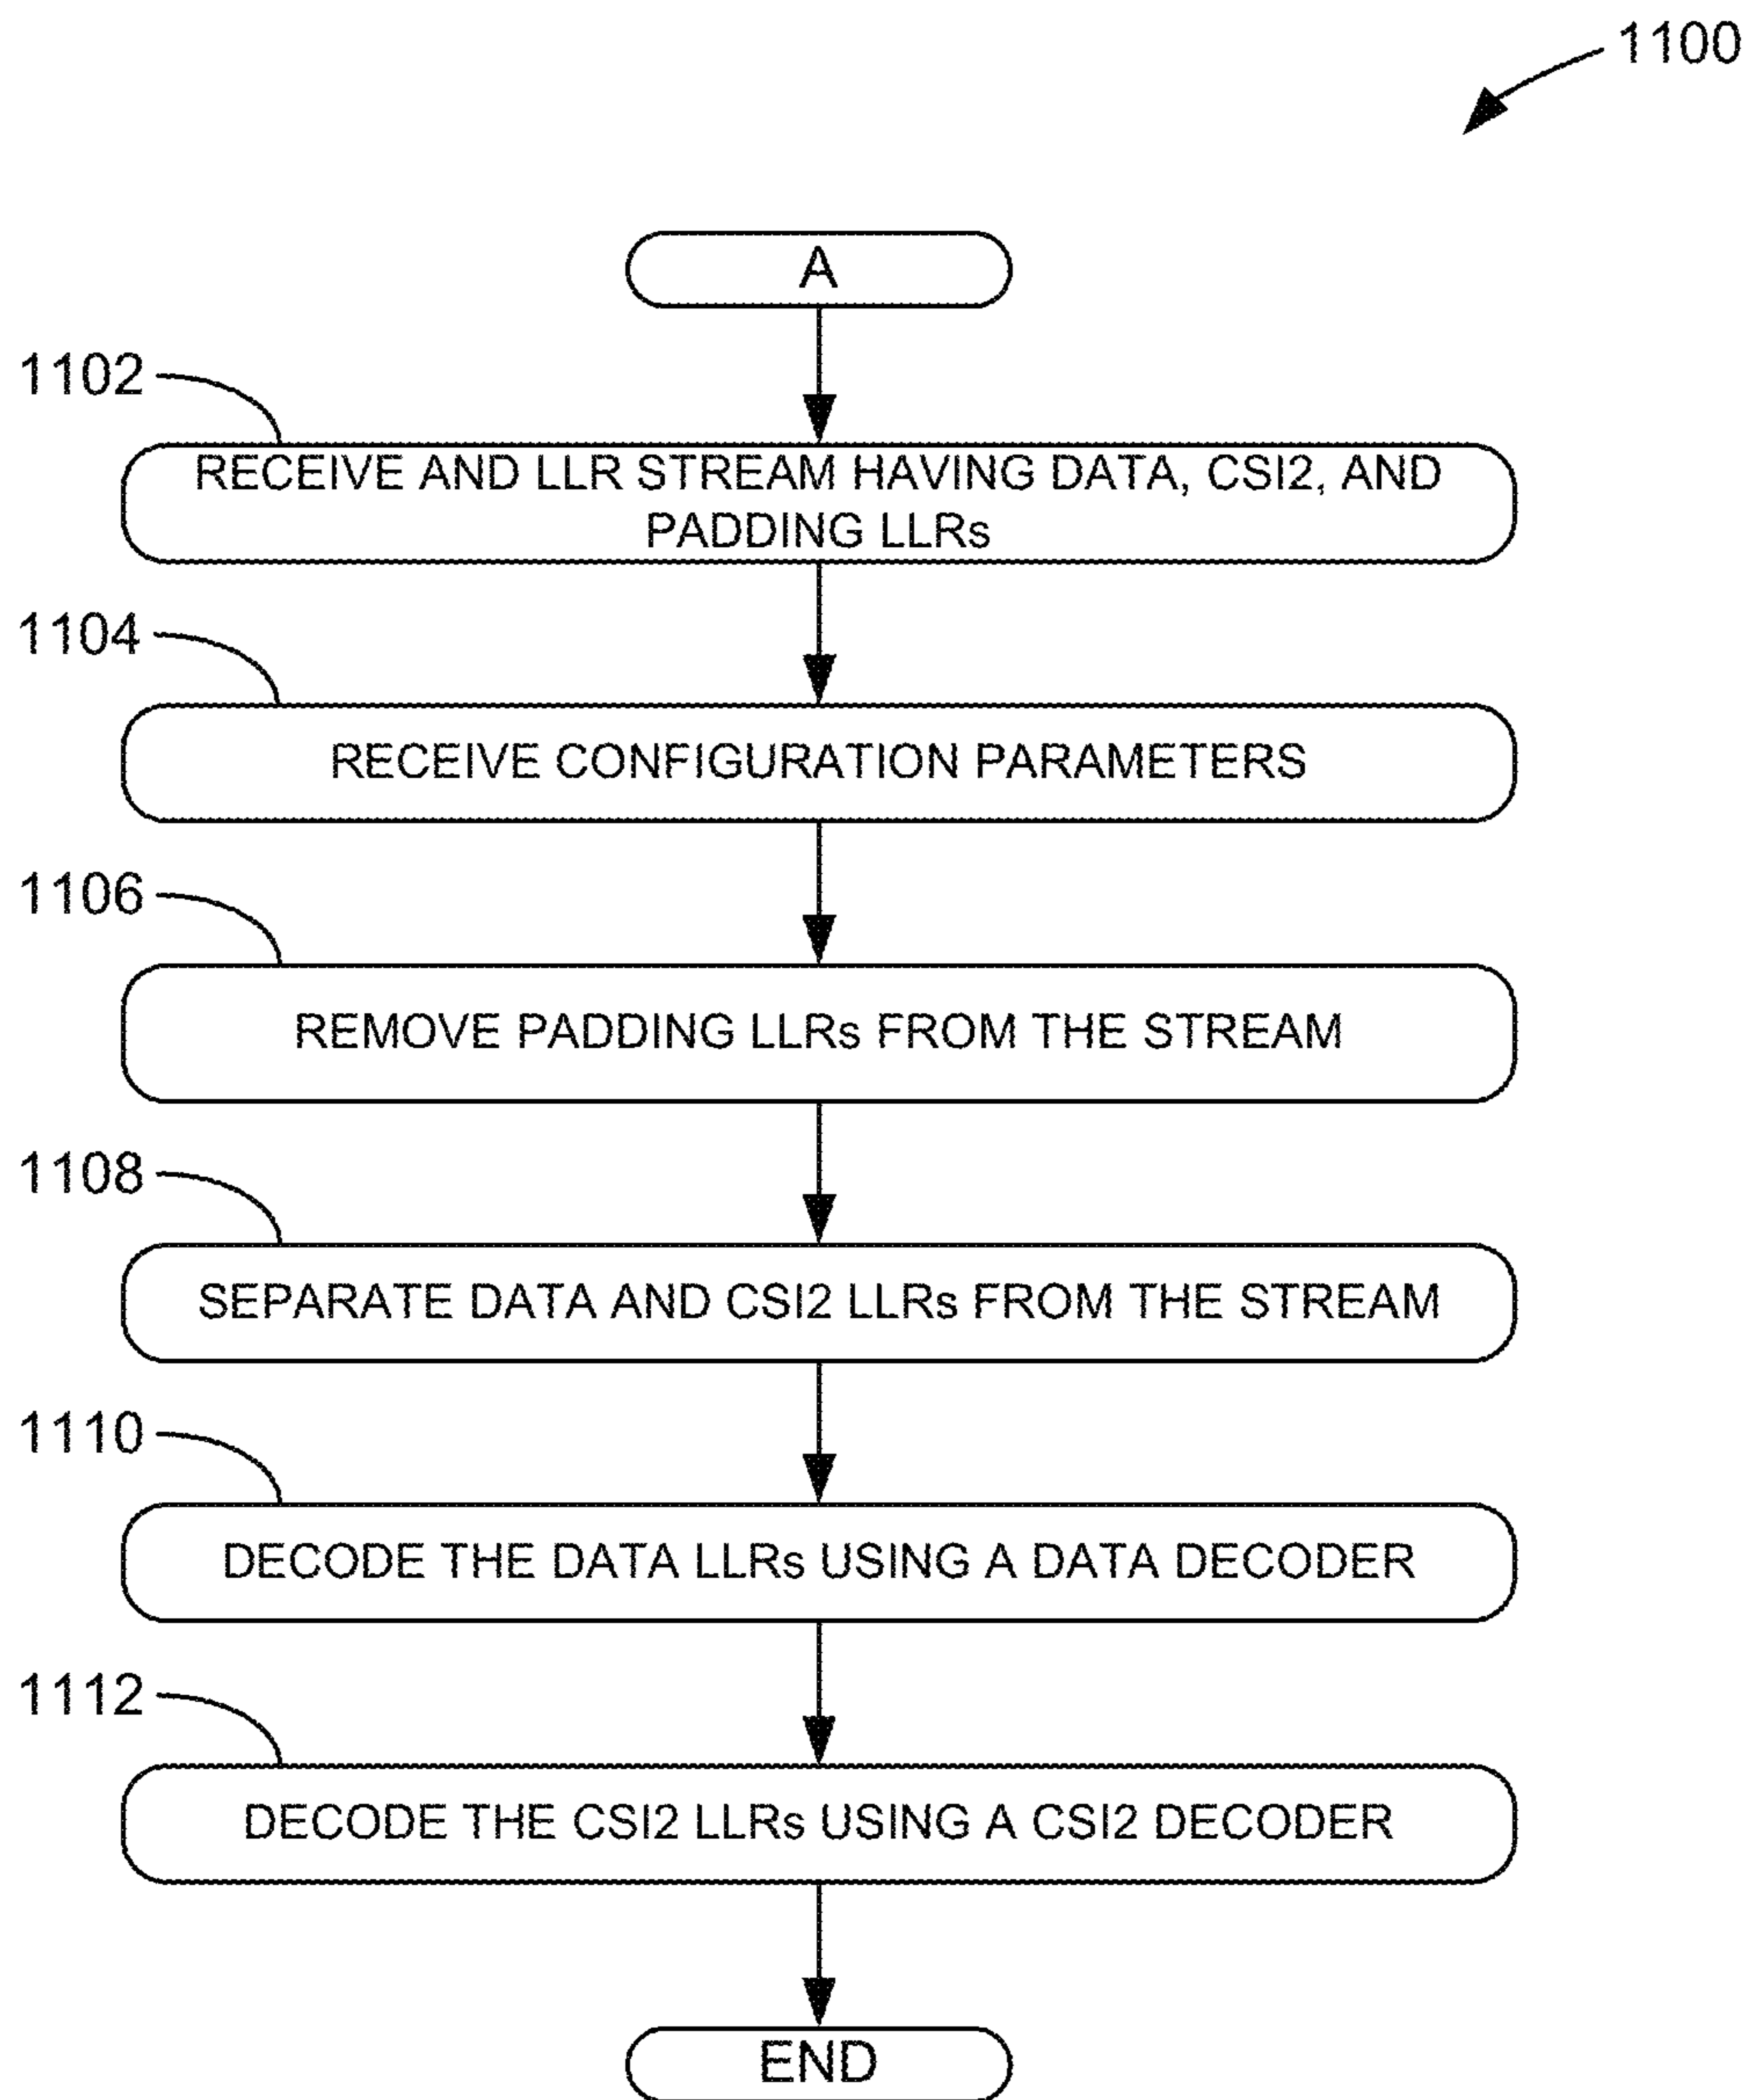 1100
A
1102
RECEIVE AND LLR STREAM HAVING DATA, CSI2, AND
PADDING LLRs
1104
RECEIVE CONFIGURATION PARAMETERS
1106
REMOVE PADDING LLRs FROM THE STREAM
1108
SEPARATE DATA AND CSI2 LLRs FROM THE STREAM
1110
DECODE THE DATA LLRs USING A DATA DECODER
1112
DECODE THE CSI2 LLRs USING A CSI2 DECODER
END